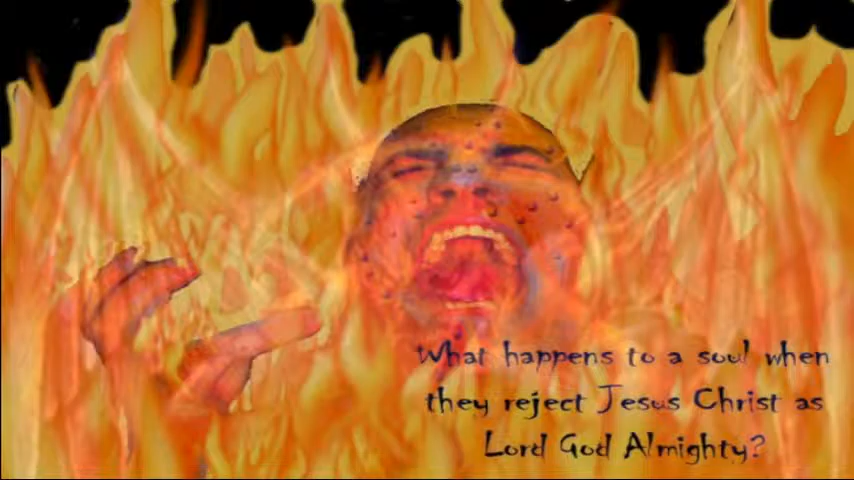 What happens to a soul when
they reject Jesus Christ as
Lord God Almighty?